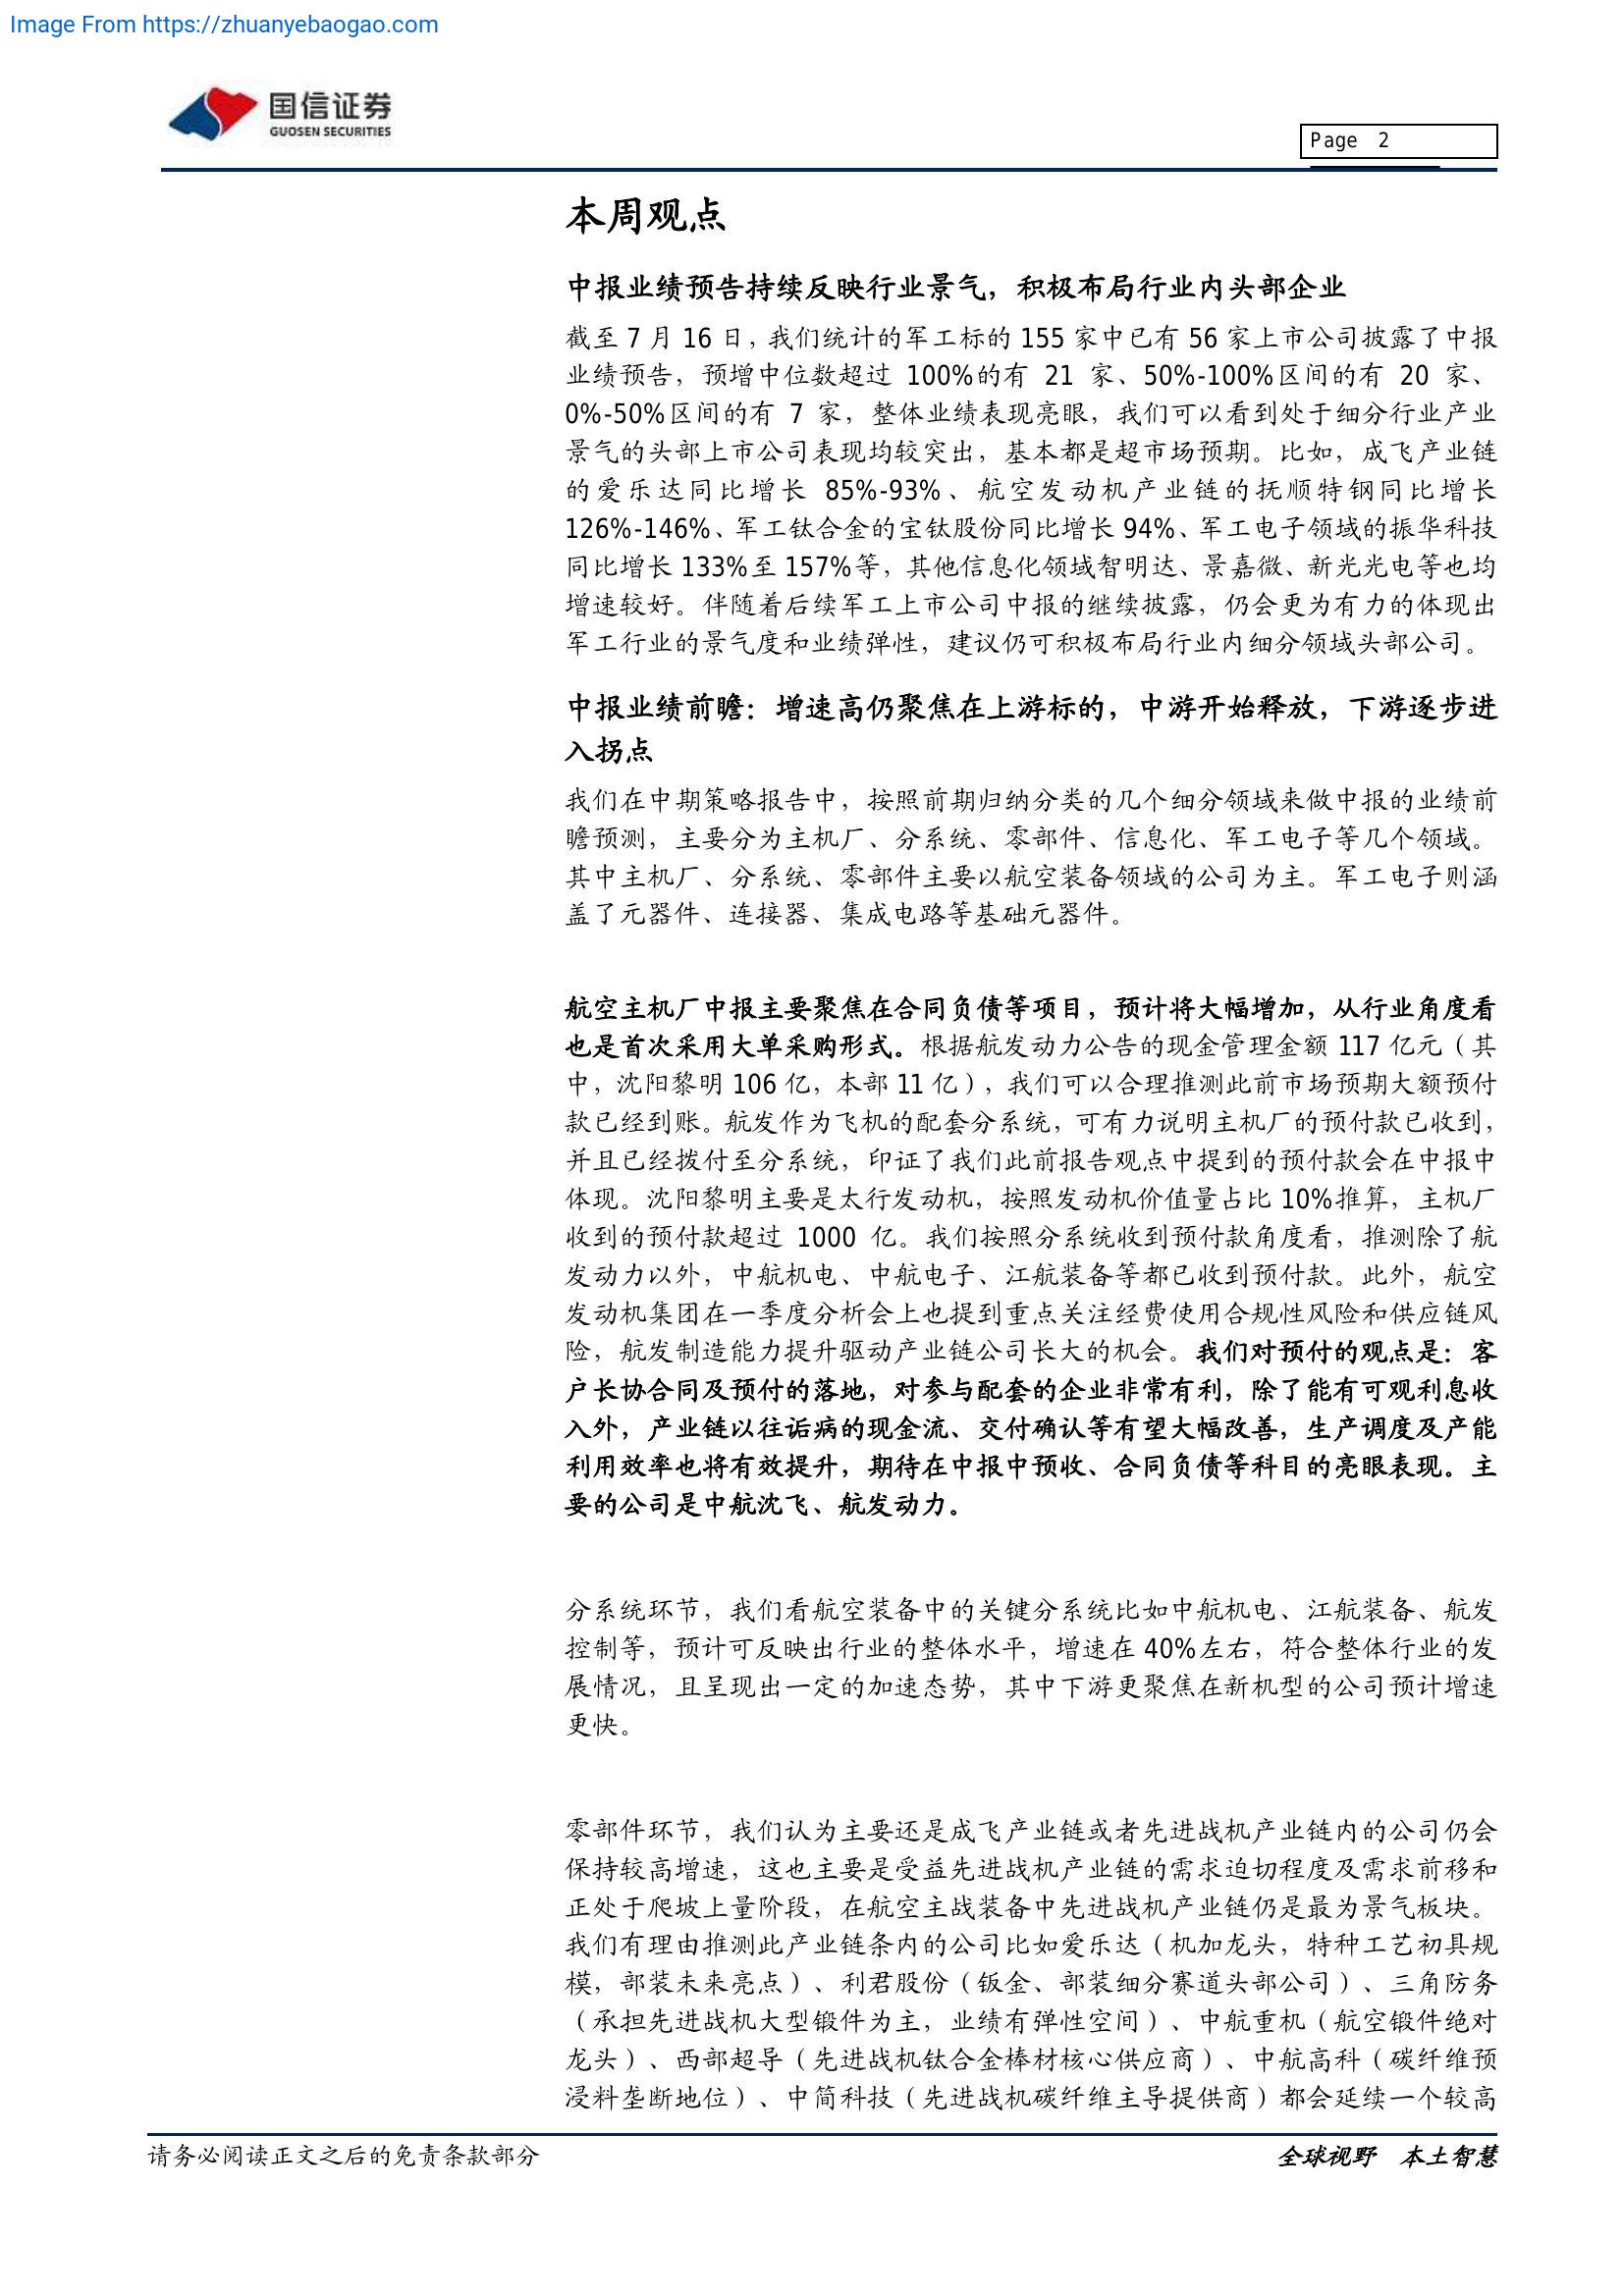 Image From https://zhuanyebaogao.com
国信证券
GUOSEN SECURITIES
Page 2
本周观点
中报业绩预告持续反映行业景气，积极布局行业内头部企业
截至 7 月 16 日，我们统计的军工标的 155 家中已有 56 家上市公司披露了中报
业绩预告，预增中位数超过 100%的有 21 家、50%-100%区间的有 20 家、
0%-50%区间的有 7 家，整体业绩表现亮眼，我们可以看到处于细分行业产业
景气的头部上市公司表现均较突出，基本都是超市场预期。比如，成飞产业链
的爱乐达同比增长 85%-93%、航空发动机产业链的抚顺特钢同比增长
126%-146%、军工钛合金的宝钛股份同比增长 94%、军工电子领域的振华科技
同比增长 133%至 157%等，其他信息化领域智明达、景嘉微、新光光电等也均
增速较好。伴随着后续军工上市公司中报的继续披露，仍会更为有力的体现出
军工行业的景气度和业绩弹性，建议仍可积极布局行业内细分领域头部公司。
中报业绩前瞻：增速高仍聚焦在上游标的，中游开始释放，下游逐步进
入拐点
我们在中期策略报告中，按照前期归纳分类的几个细分领域来做中报的业绩前
瞻预测，主要分为主机厂、分系统、零部件、信息化、军工电子等几个领域。
其中主机厂、分系统、零部件主要以航空装备领域的公司为主。军工电子则涵
盖了元器件、连接器、集成电路等基础元器件。
航空主机厂中报主要聚焦在合同负债等项目，预计将大幅增加，从行业角度看
也是首次采用大单采购形式。根据航发动力公告的现金管理金额 117 亿元（其
中，沈阳黎明 106 亿，本部 11 亿），我们可以合理推测此前市场预期大额预付
款已经到账。航发作为飞机的配套分系统，可有力说明主机厂的预付款已收到，
并且已经拨付至分系统，印证了我们此前报告观点中提到的预付款会在中报中
体现。沈阳黎明主要是太行发动机，按照发动机价值量占比 10%推算，主机厂
收到的预付款超过 1000 亿。我们按照分系统收到预付款角度看，推测除了航
发动力以外，中航机电、中航电子、江航装备等都已收到预付款。此外，航空
发动机集团在一季度分析会上也提到重点关注经费使用合规性风险和供应链风
险，航发制造能力提升驱动产业链公司长大的机会。我们对预付的观点是：客
户长协合同及预付的落地，对参与配套的企业非常有利，除了能有可观利息收
入外，产业链以往诟病的现金流、交付确认等有望大幅改善，生产调度及产能
利用效率也将有效提升，期待在中报中预收、合同负债等科目的亮眼表现。主
要的公司是中航沈飞、航发动力。
分系统环节，我们看航空装备中的关键分系统比如中航机电、江航装备、航发
控制等，预计可反映出行业的整体水平，增速在 40%左右，符合整体行业的发
展情况，且呈现出一定的加速态势，其中下游更聚焦在新机型的公司预计增速
更快。
零部件环节，我们认为主要还是成飞产业链或者先进战机产业链内的公司仍会
保持较高增速，这也主要是受益先进战机产业链的需求迫切程度及需求前移和
正处于爬坡上量阶段，在航空主战装备中先进战机产业链仍是最为景气板块。
我们有理由推测此产业链条内的公司比如爱乐达（机加龙头，特种工艺初具规
模，部装未来亮点）、利君股份（钣金、部装细分赛道头部公司）、三角防务
（承担先进战机大型锻件为主，业绩有弹性空间）、中航重机（航空锻件绝对
龙头）、西部超导（先进战机钛合金棒材核心供应商）、中航高科（碳纤维预
浸料垄断地位）、中简科技（先进战机碳纤维主导提供商）都会延续一个较高
请务必阅读正文之后的免责条款部分
全球视野 本土智慧